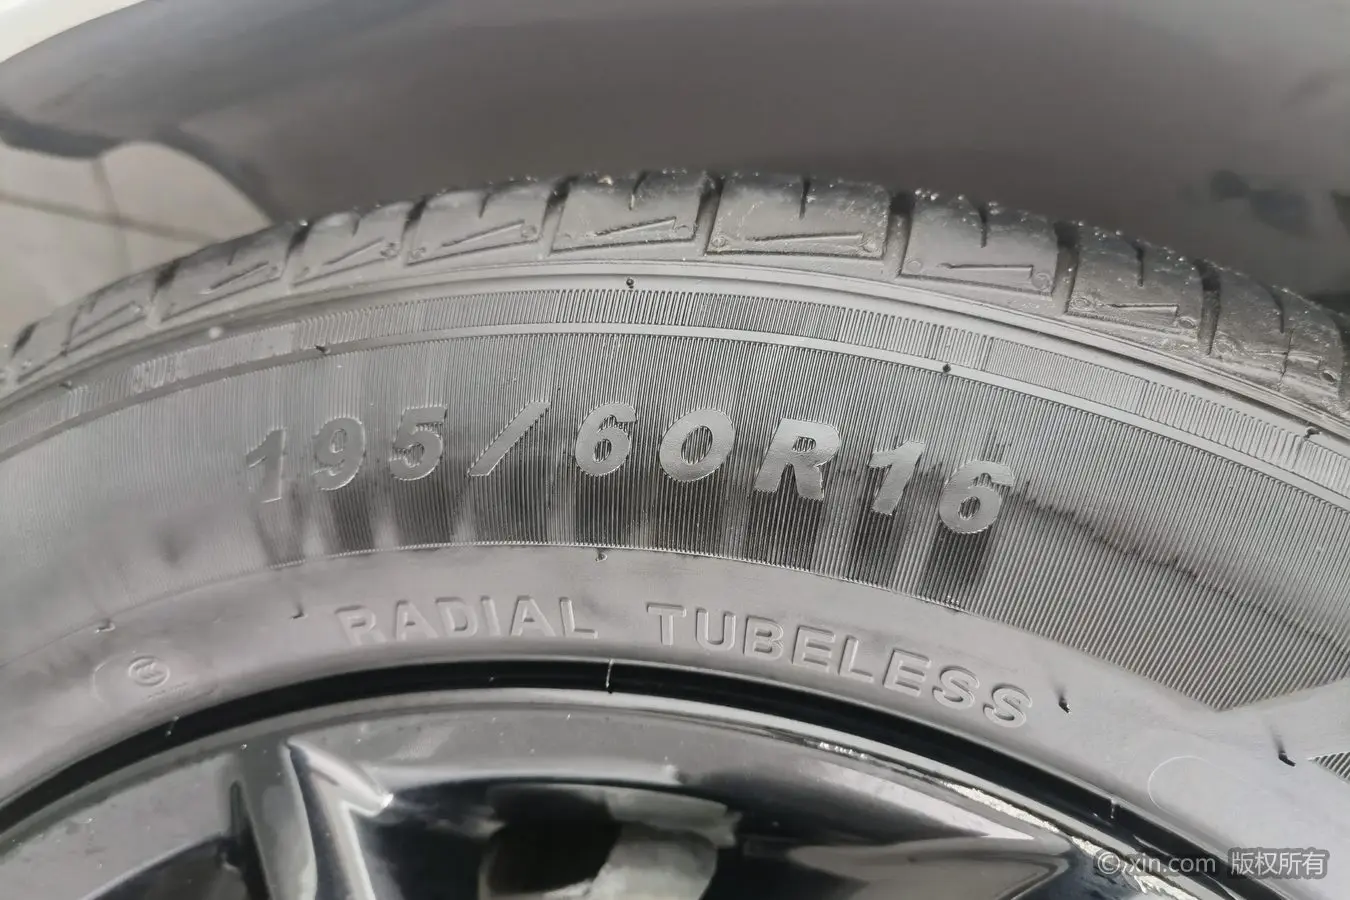 195/60R16
RADIAL TUBELESS
© xin.com 版权所有